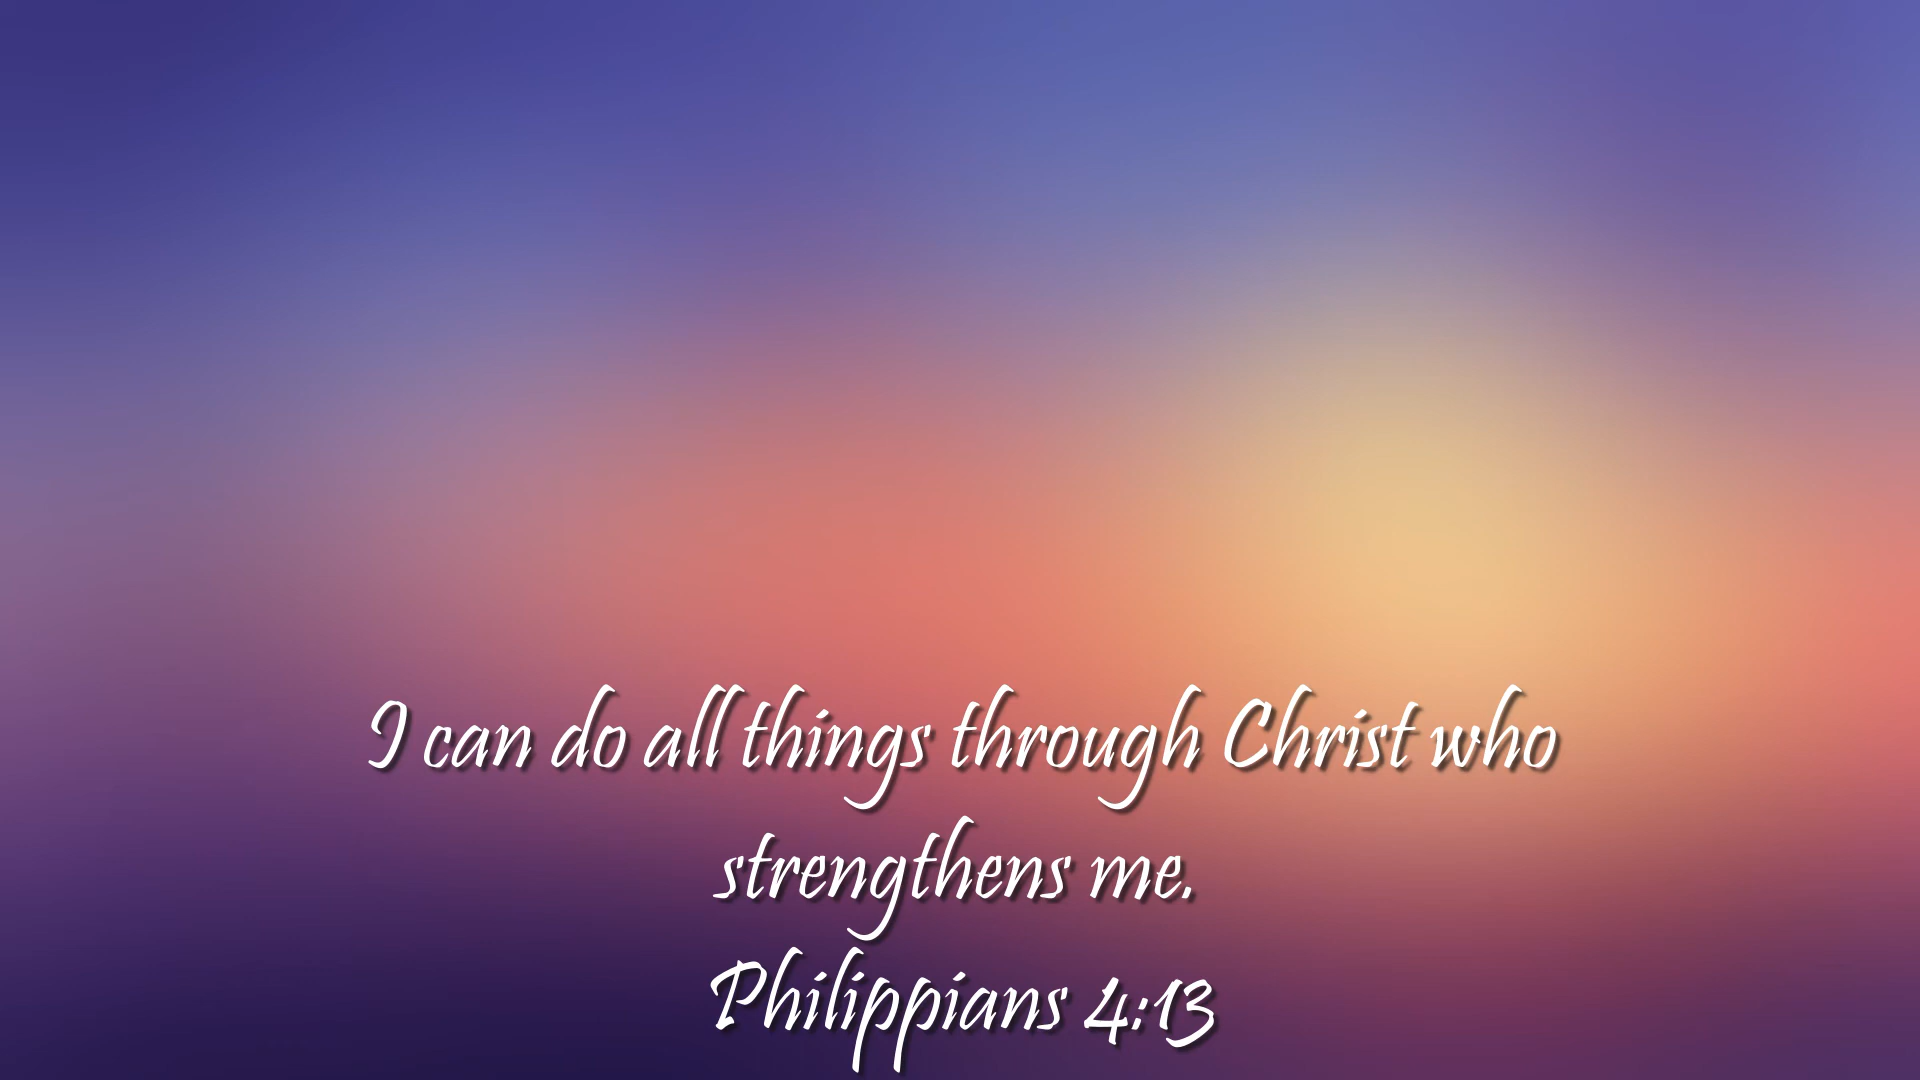 I can do all things through Christ who
strengthens me.
Philippians 4:13